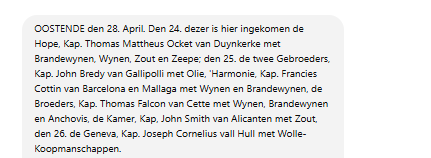 OOSTENDE den 28. April. Den 24. dezer is hier ingekomen de
Hope, Kap. Thomas Mattheus Ocket van Duynkerke met
Brandewynen, Wynen, Zout en Zeepe; den 25. de twee Gebroeders,
Kap. John Bredy van Gallipolli met Olie, 'Harmonie, Kap. Francies
Cottin van Barcelona en Mallaga met Wynen en Brandewynen, de
Broeders, Kap. Thomas Falcon van Cette met Wynen, Brandewynen
en Anchovis, de Kamer, Kap, John Smith van Alicanten met Zout,
den 26. de Geneva, Kap. Joseph Cornelius vall Hull met Wolle-
Koopmanschappen.